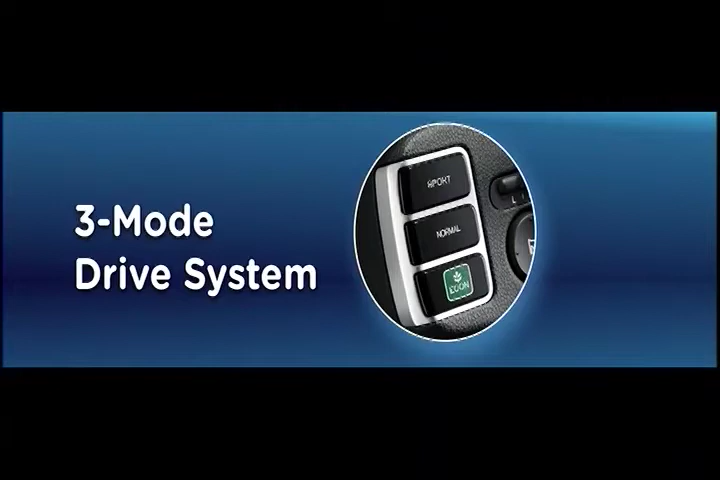 3-Mode
Drive System
SPORT
NORMAL
ECON